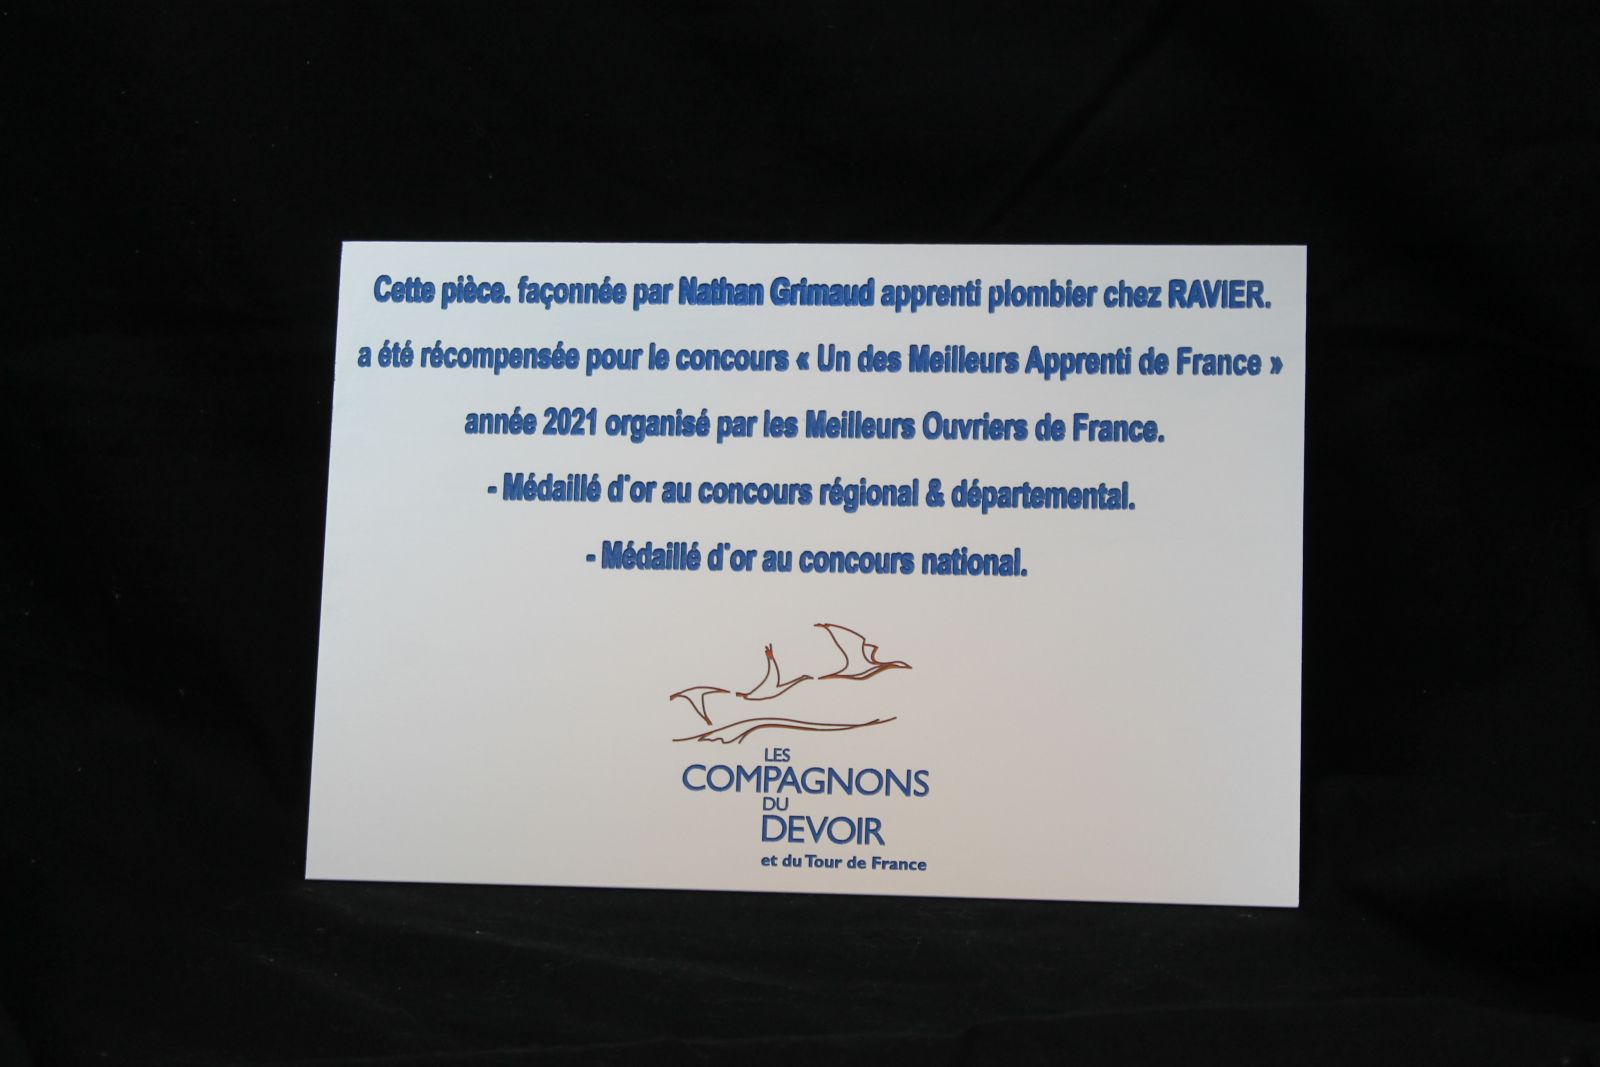 Cette pièce. façonnée par Nathan Grimaud apprenti plombier chez RAVIER.
a été récompensée pour le concours « Un des Meilleurs Apprenti de France »
année 2021 organisé par les Meilleurs Ouvriers de France.
- Médaillé d'or au concours régional & départemental.
- Médaillé d'or au concours national.
LES
COMPAGNONS
DU
DEVOIR
et du Tour de France